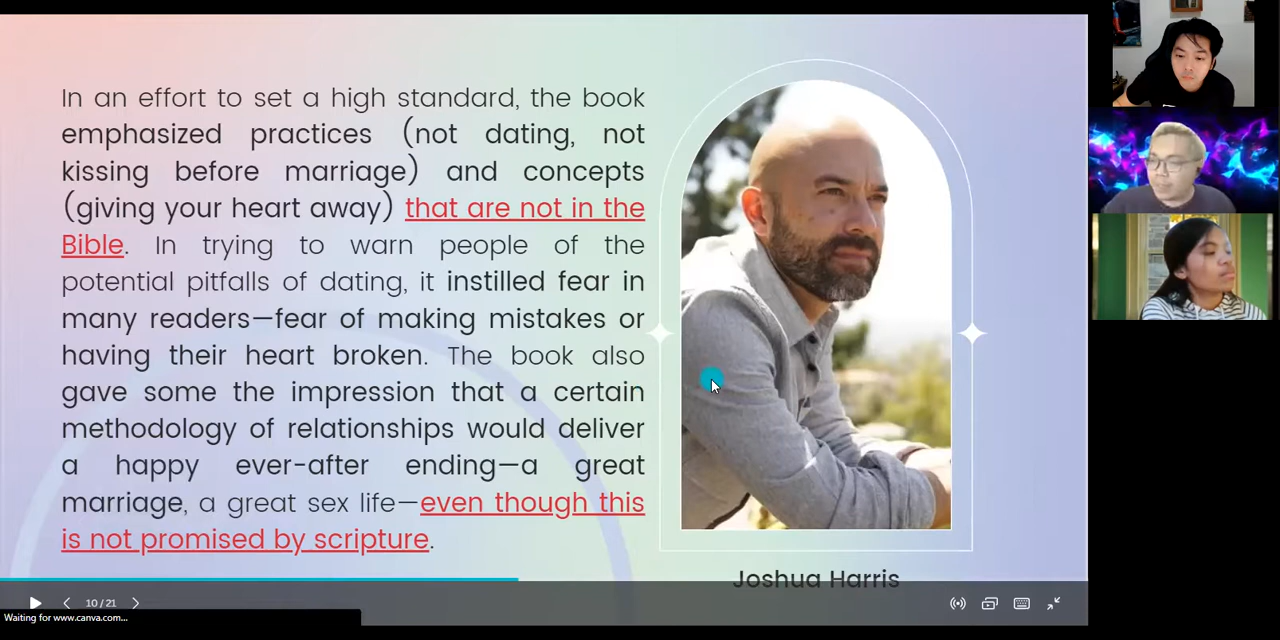 In an effort to set a high standard, the book
emphasized practices (not dating, not
kissing before marriage) and concepts
(giving your heart away) that are not in the
Bible. In trying to warn people of the
potential pitfalls of dating, it instilled fear in
many readers—fear of making mistakes or
having their heart broken. The book also
gave some the impression that a certain
methodology of relationships would deliver
a happy ever-after ending—a great
marriage, a great sex life—even though this
is not promised by scripture.
Joshua Harris
10 / 21
Waiting for www.canva.com...